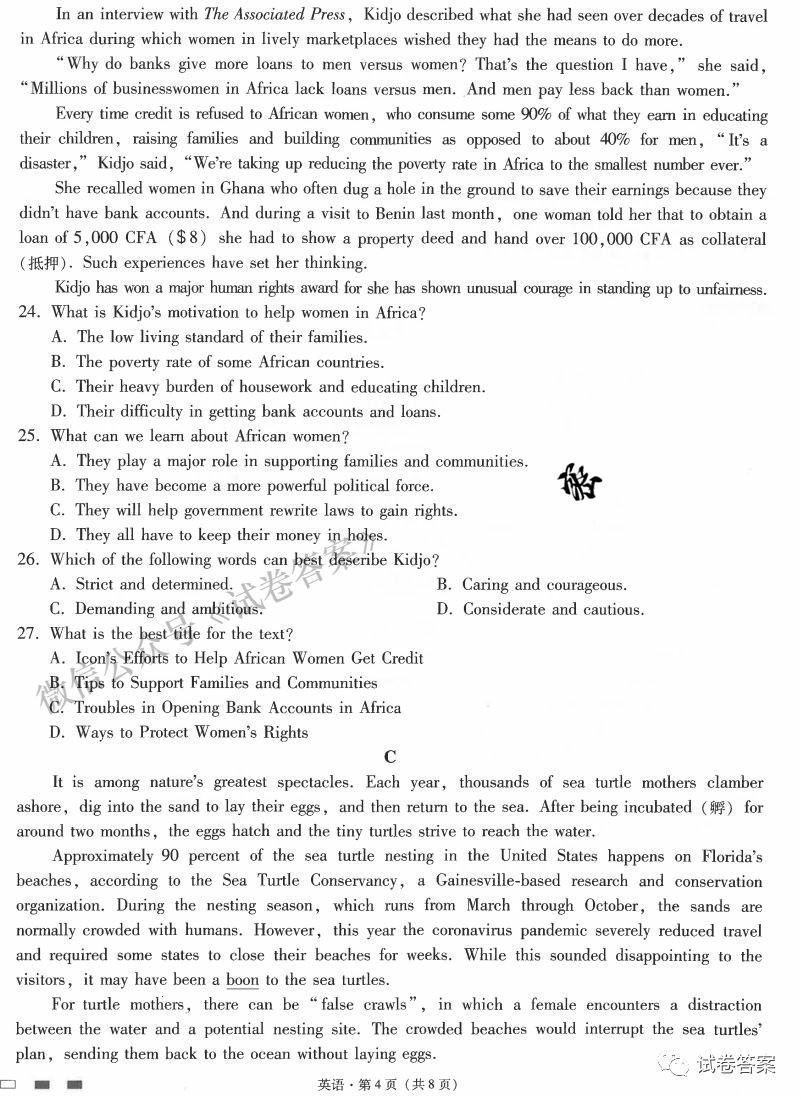 In an interview with The Associated Press, Kidjo described what she had seen over decades of travel
in Africa during which women in lively marketplaces wished they had the means to do more.
"Why do banks give more loans to men versus women? That's the question I have," she said,
"Millions of businesswomen in Africa lack loans versus men. And men pay less back than women."
Every time credit is refused to African women, who consume some 90% of what they earn in educating
their children, raising families and building communities as opposed to about 40% for men, "It's a
disaster," Kidjo said, "We're taking up reducing the poverty rate in Africa to the smallest number ever."
She recalled women in Ghana who often dug a hole in the ground to save their earnings because they
didn't have bank accounts. And during a visit to Benin last month, one woman told her that to obtain a
loan of 5,000 CFA ($8) she had to show a property deed and hand over 100,000 CFA as collateral
(抵押). Such experiences have set her thinking.
Kidjo has won a major human rights award for she has shown unusual courage in standing up to unfairness.
24. What is Kidjo's motivation to help women in Africa?
A. The low living standard of their families.
B. The poverty rate of some African countries.
C. Their heavy burden of housework and educating children.
D. Their difficulty in getting bank accounts and loans.
25. What can we learn about African women?
A. They play a major role in supporting families and communities.
B. They have become a more powerful political force.
C. They will help government rewrite laws to gain rights.
D. They all have to keep their money in holes.
26. Which of the following words can best describe Kidjo?
A. Strict and determined. B. Caring and courageous.
C. Demanding and ambitious. D. Considerate and cautious.
27. What is the best title for the text?
A. Icon's Efforts to Help African Women Get Credit
B. Tips to Support Families and Communities
C. Troubles in Opening Bank Accounts in Africa
D. Ways to Protect Women's Rights
微信公众号《试卷答案》
C
It is among nature's greatest spectacles. Each year, thousands of sea turtle mothers clamber
ashore, dig into the sand to lay their eggs, and then return to the sea. After being incubated (孵) for
around two months, the eggs hatch and the tiny turtles strive to reach the water.
Approximately 90 percent of the sea turtle nesting in the United States happens on Florida's
beaches, according to the Sea Turtle Conservancy, a Gainesville-based research and conservation
organization. During the nesting season, which runs from March through October, the sands are
normally crowded with humans. However, this year the coronavirus pandemic severely reduced travel
and required some states to close their beaches for weeks. While this sounded disappointing to the
visitors, it may have been a boon to the sea turtles.
For turtle mothers, there can be "false crawls", in which a female encounters a distraction
between the water and a potential nesting site. The crowded beaches would interrupt the sea turtles'
plan, sending them back to the ocean without laying eggs.
英语·第4页(共8页)
试卷答案